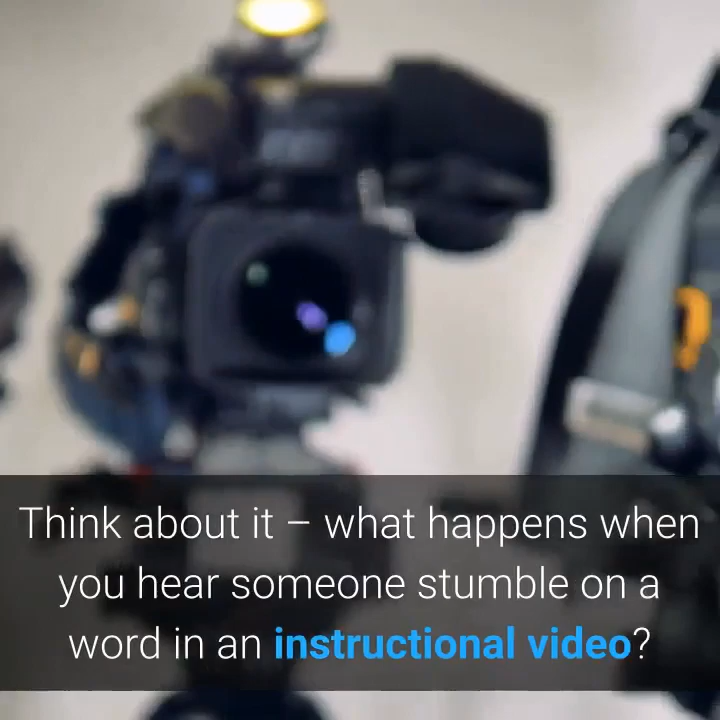 Think about it – what happens when
you hear someone stumble on a
word in an instructional video?